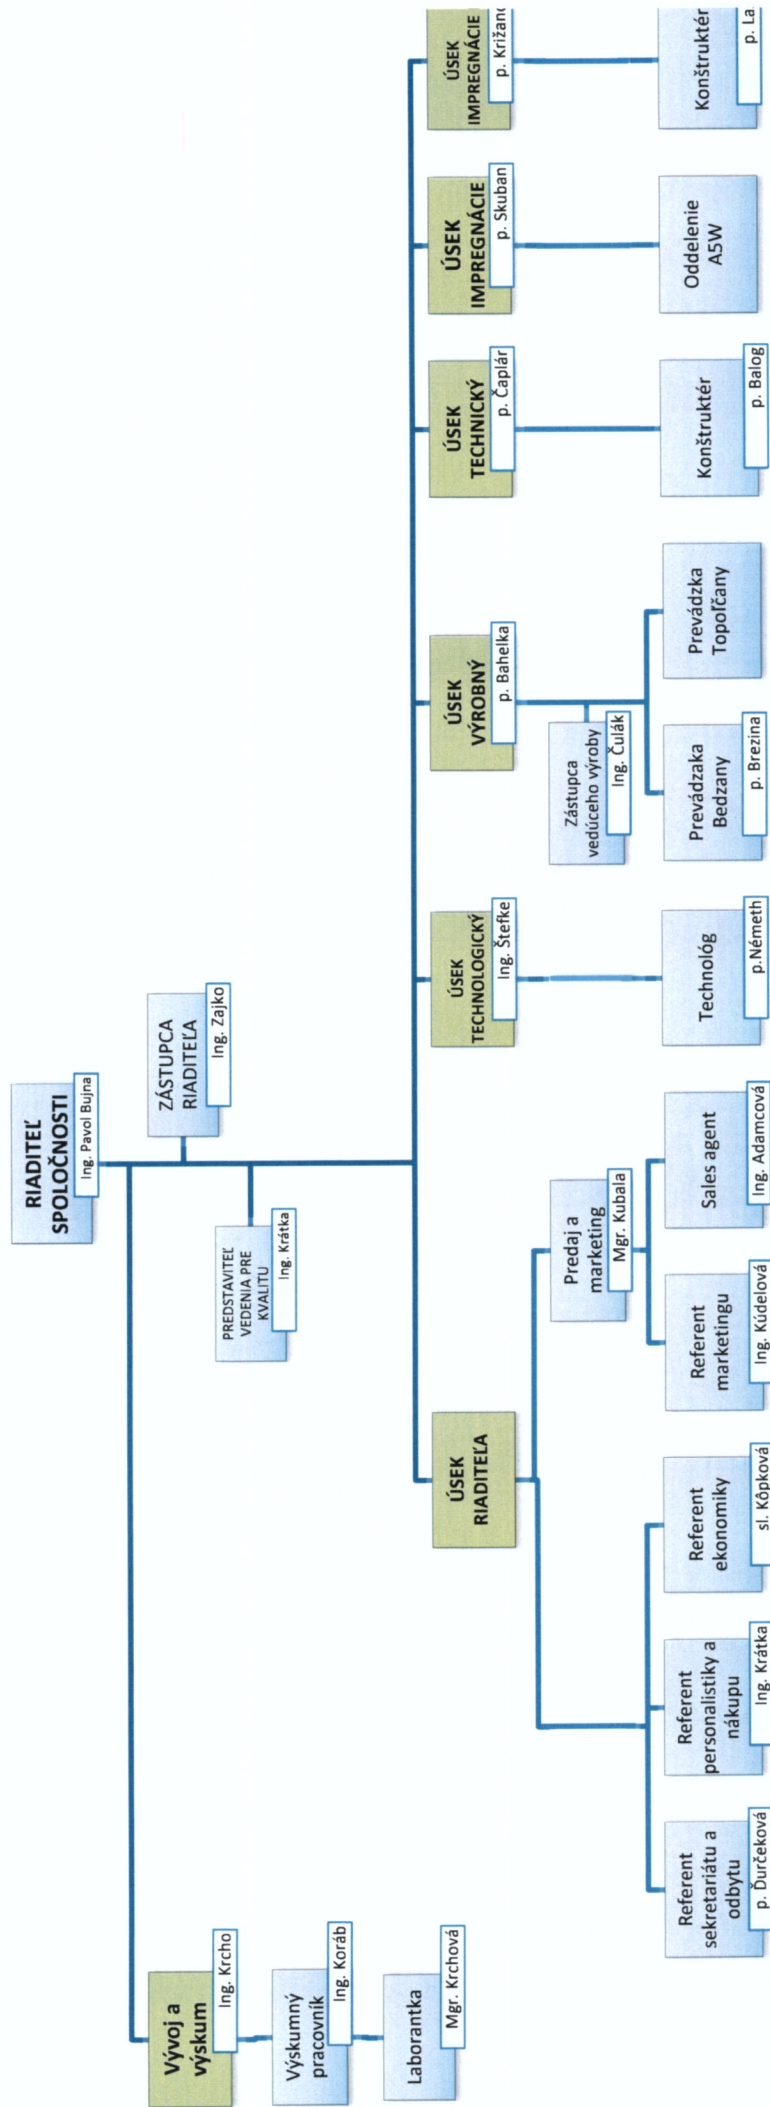 RIADITEĽ
SPOLOČNOSTI
Ing. Pavol Bujna
ZÁSTUPCA
RIADITEĽA
Ing. Zajko
PREDSTAVITEĽ
VEDENIA PRE
KVALITU
Ing. Krátka
Vývoj a
výskum
Ing. Krcho
Výskumný
pracovník
Ing. Koráb
Laborantka
Mgr. Krchová
ÚSEK
RIADITEĽA
Referent
sekretariátu a
odbytu
p. Ďurčeková
Referent
personalistiky a
nákupu
Ing. Krátka
Referent
ekonomiky
sl. Kôpková
Predaj a
marketing
Mgr. Kubala
Referent
marketingu
Ing. Kúdelová
Sales agent
Ing. Adamcová
ÚSEK
TECHNOLOGICKÝ
Ing. Štefke
Technológ
p.Németh
ÚSEK
VÝROBNÝ
p. Bahelka
Zástupca
vedúceho výroby
Ing. Čulák
Prevádzaka
Bedzany
p. Brezina
Prevádzka
Topoľčany
ÚSEK
TECHNICKÝ
p. Čaplár
Konštruktér
p. Balog
ÚSEK
IMPREGNÁCIE
p. Skuban
Oddelenie
A5W
ÚSEK
IMPREGNÁCIE
p.
Konštruktér
p.